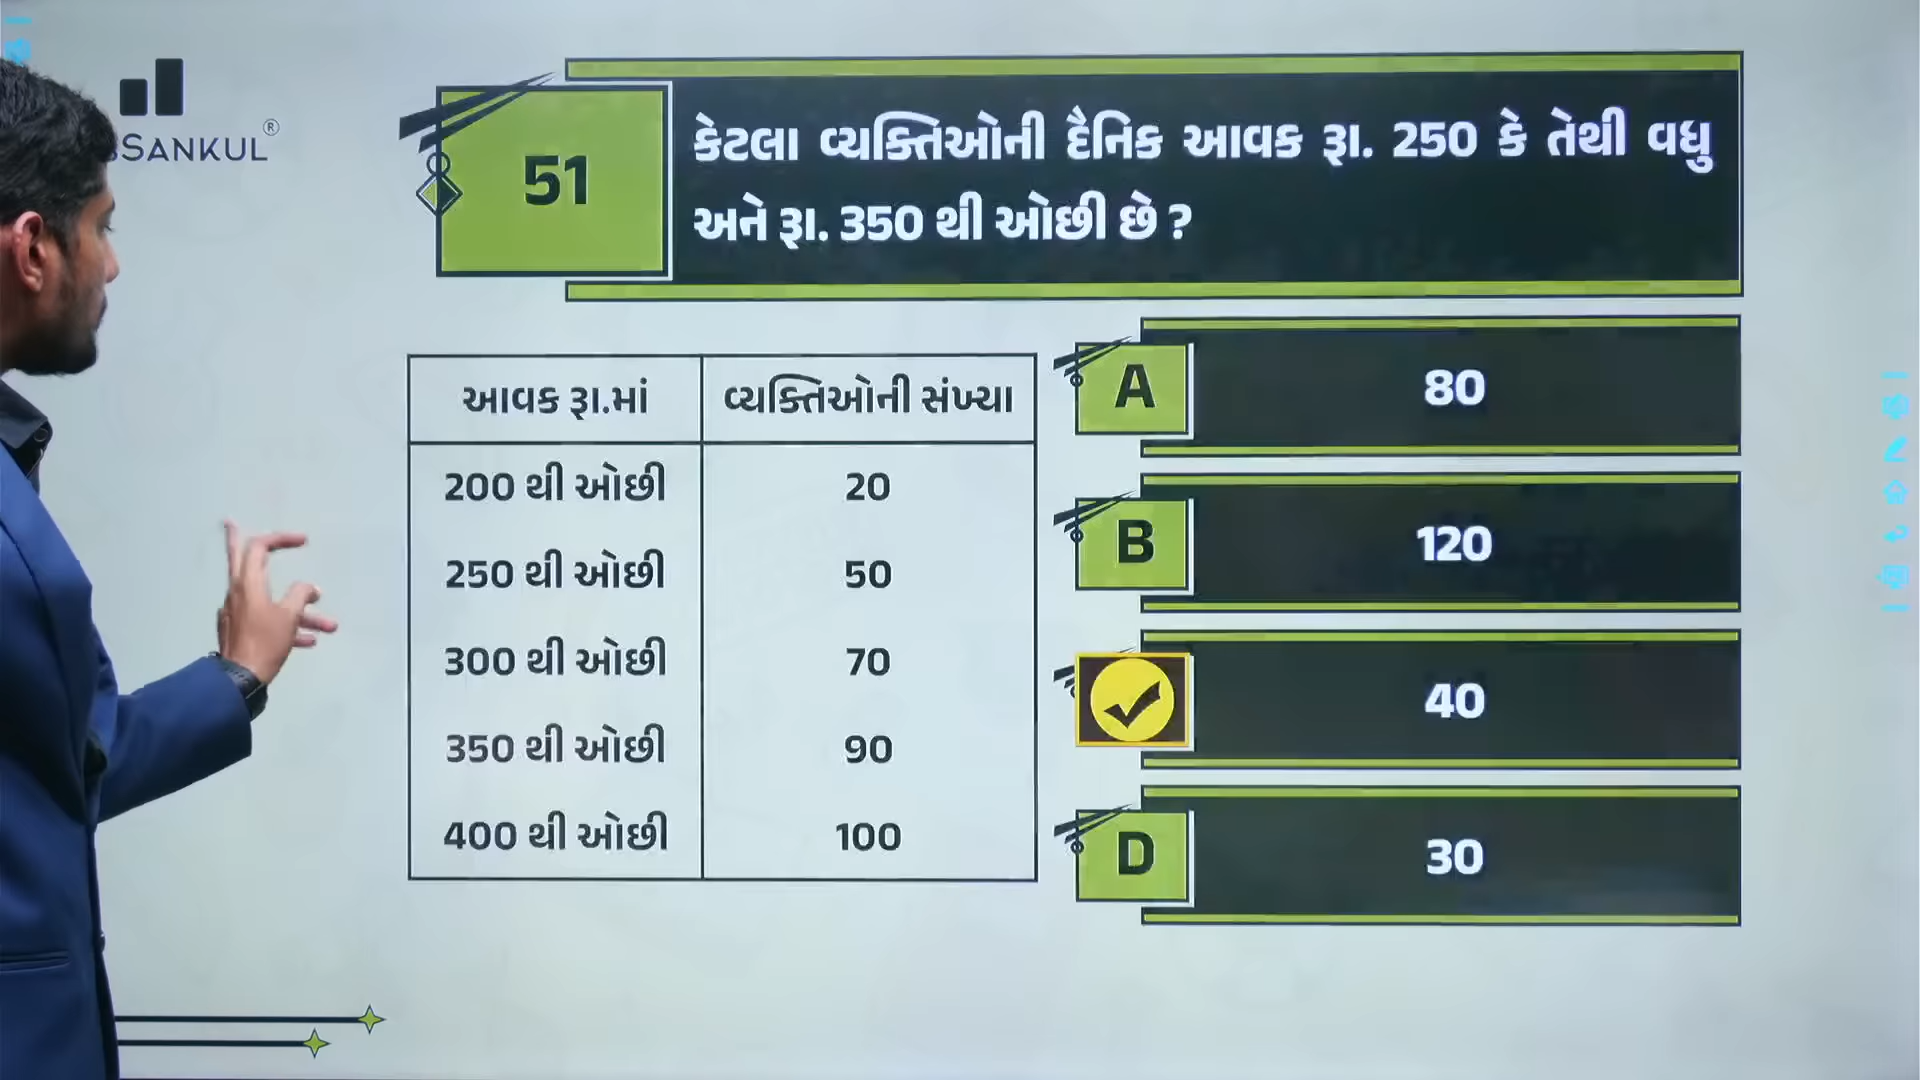 SANKUL®
51
કેટલા વ્યક્તિઓની દૈનિક આવક રૂા. 250 કે તેથી વધુ
અને રૂા. 350 થી ઓછી છે ?
આવક રૂા.માં વ્યક્તિઓની સંખ્યા
200 થી ઓછી 20
250 થી ઓછી 50
300 થી ઓછી 70
350 થી ઓછી 90
400 થી ઓછી 100
A 80
B 120
40
D 30